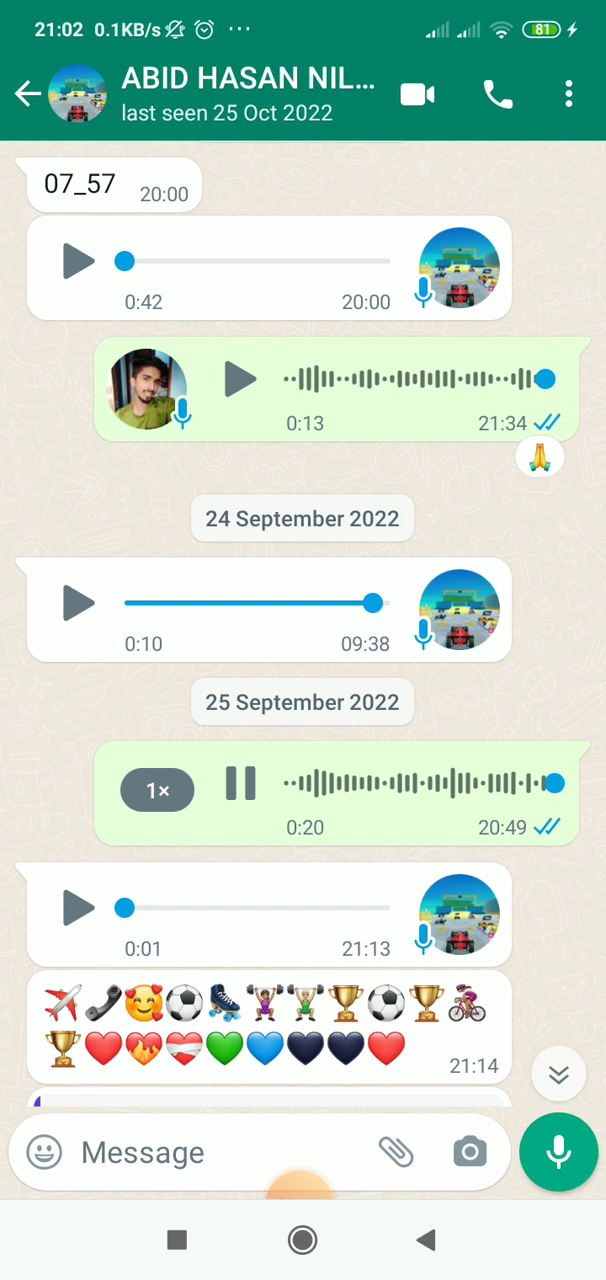 21:02 0.1KB/s ... 81
ABID HASAN NIL...
last seen 25 Oct 2022
07_57 20:00
0:42 20:00
0:13 21:34
24 September 2022
0:10 09:38
25 September 2022
1×
0:20 20:49
0:01 21:13
21:14
Message